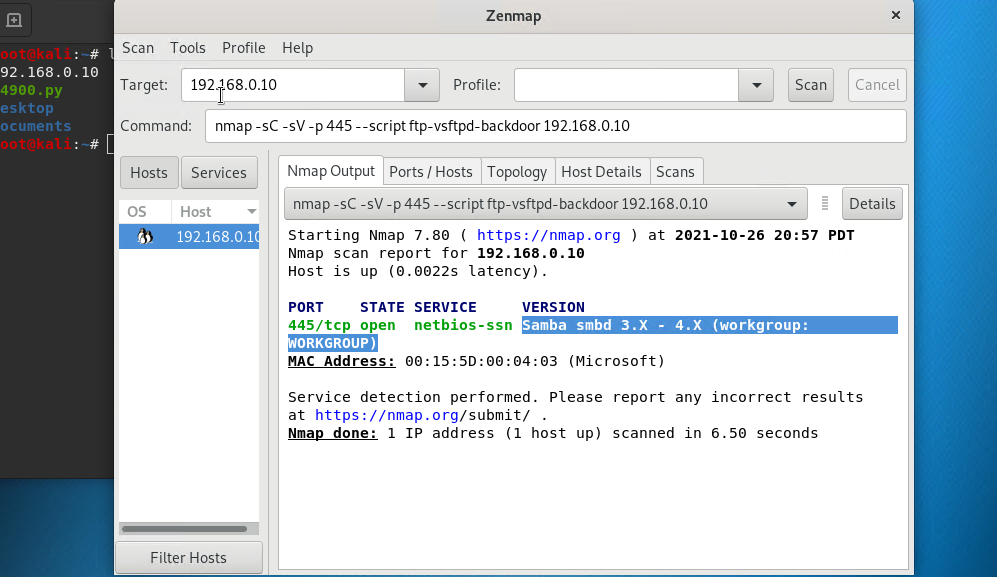 Zenmap
Scan Tools Profile Help
Target: 192.168.0.10 Profile: Scan Cancel
Command: nmap -sC -sV -p 445 --script ftp-vsftpd-backdoor 192.168.0.10
oot@kali:~# l
92.168.0.10
4900.py
esktop
ocuments
oot@kali:~#
Hosts Services
OS Host
192.168.0.10
Filter Hosts
Nmap Output Ports / Hosts Topology Host Details Scans
nmap -sC -sV -p 445 --script ftp-vsftpd-backdoor 192.168.0.10 Details
Starting Nmap 7.80 ( https://nmap.org ) at 2021-10-26 20:57 PDT
Nmap scan report for 192.168.0.10
Host is up (0.0022s latency).
PORT STATE SERVICE VERSION
445/tcp open netbios-ssn Samba smbd 3.X - 4.X (workgroup:
WORKGROUP)
MAC Address: 00:15:5D:00:04:03 (Microsoft)
Service detection performed. Please report any incorrect results
at https://nmap.org/submit/ .
Nmap done: 1 IP address (1 host up) scanned in 6.50 seconds